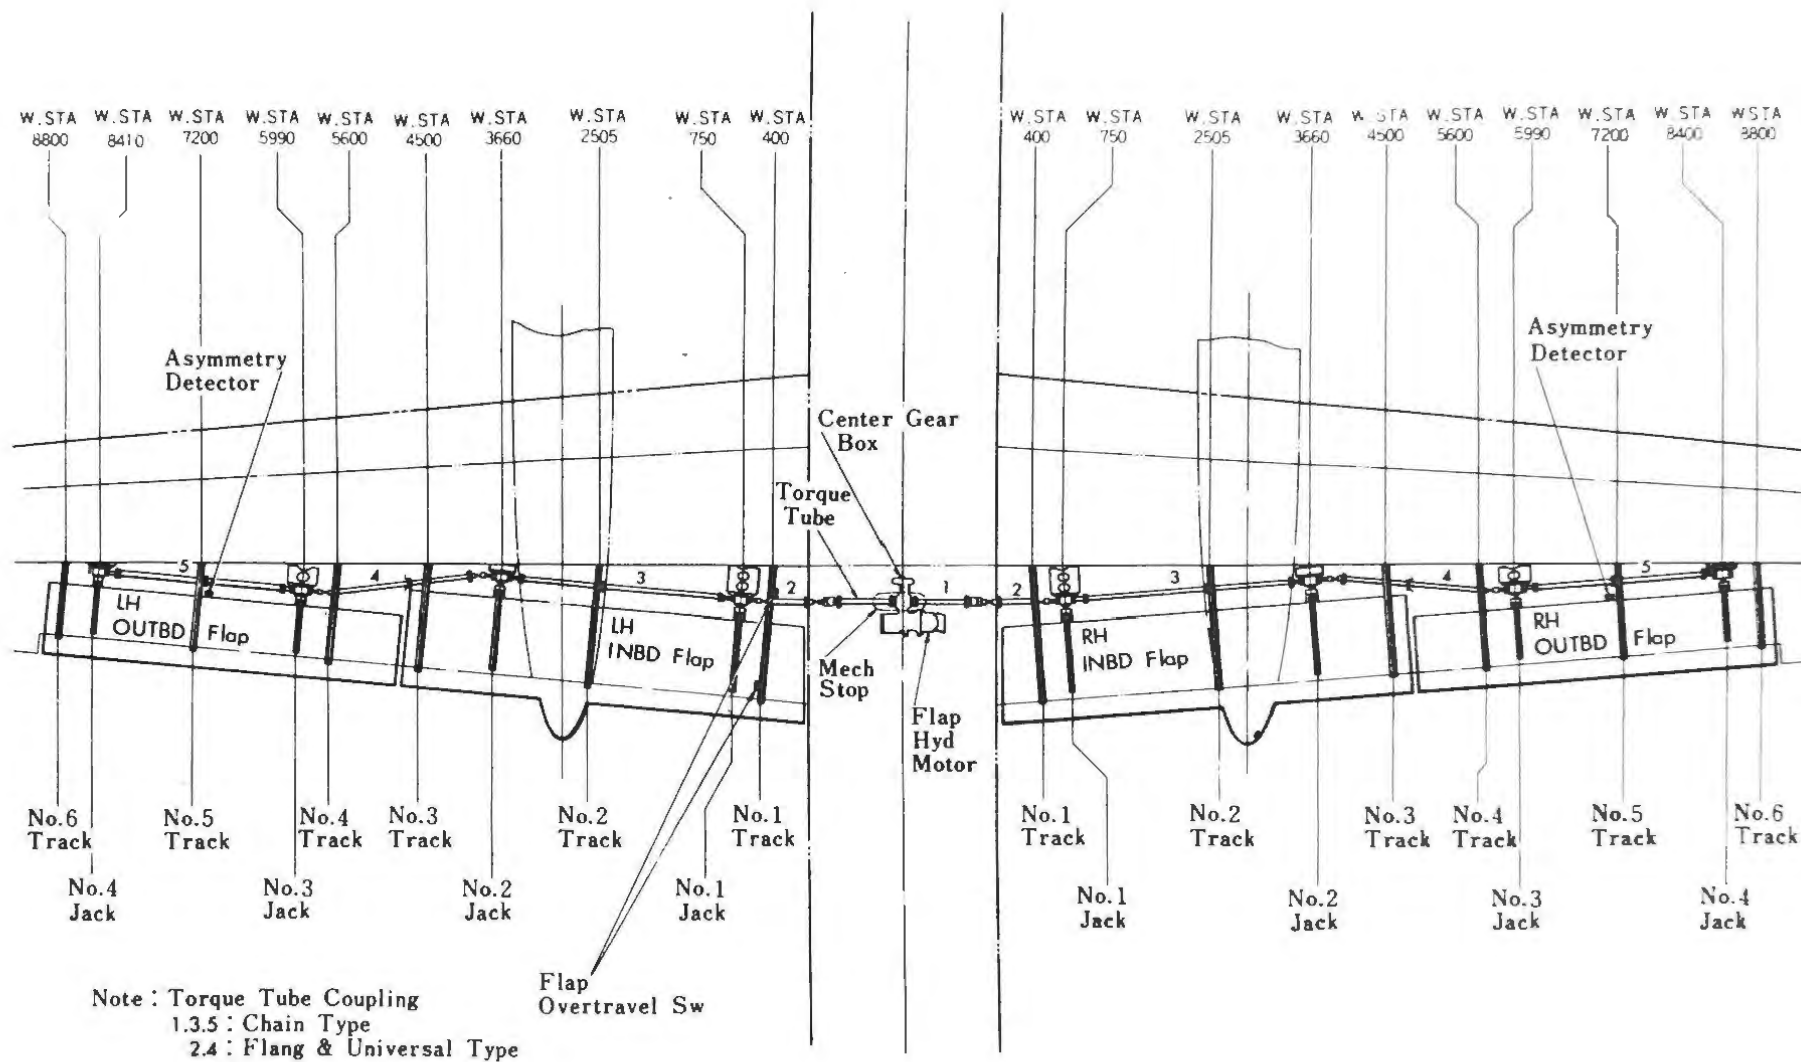 W.STA W.STA W.STA W.STA W.STA W.STA W.STA W.STA W.STA W.STA
8800 8410 7200 5990 5600 4500 3660 2505 750 400
W.STA W.STA W.STA W.STA W.STA W.STA W.STA W.STA W.STA WSTA
400 750 2505 3660 4500 5600 5990 7200 8400 8800
Asymmetry
Detector
Asymmetry
Detector
Center Gear
Box
Torque
Tube
5 4 3 2 1 2 3 4 5
LH
OUTBD Flap
LH
INBD Flap
RH
INBD Flap
RH
OUTBD Flap
Mech
Stop
Flap
Hyd
Motor
No.6
Track
No.5
Track
No.4
Track
No.3
Track
No.2
Track
No.1
Track
No.1
Track
No.2
Track
No.3
Track
No.4
Track
No.5
Track
No.6
Track
No.4
Jack
No.3
Jack
No.2
Jack
No.1
Jack
No.1
Jack
No.2
Jack
No.3
Jack
No.4
Jack
Flap
Overtravel Sw
Note : Torque Tube Coupling
1.3.5 : Chain Type
2.4 : Flang & Universal Type